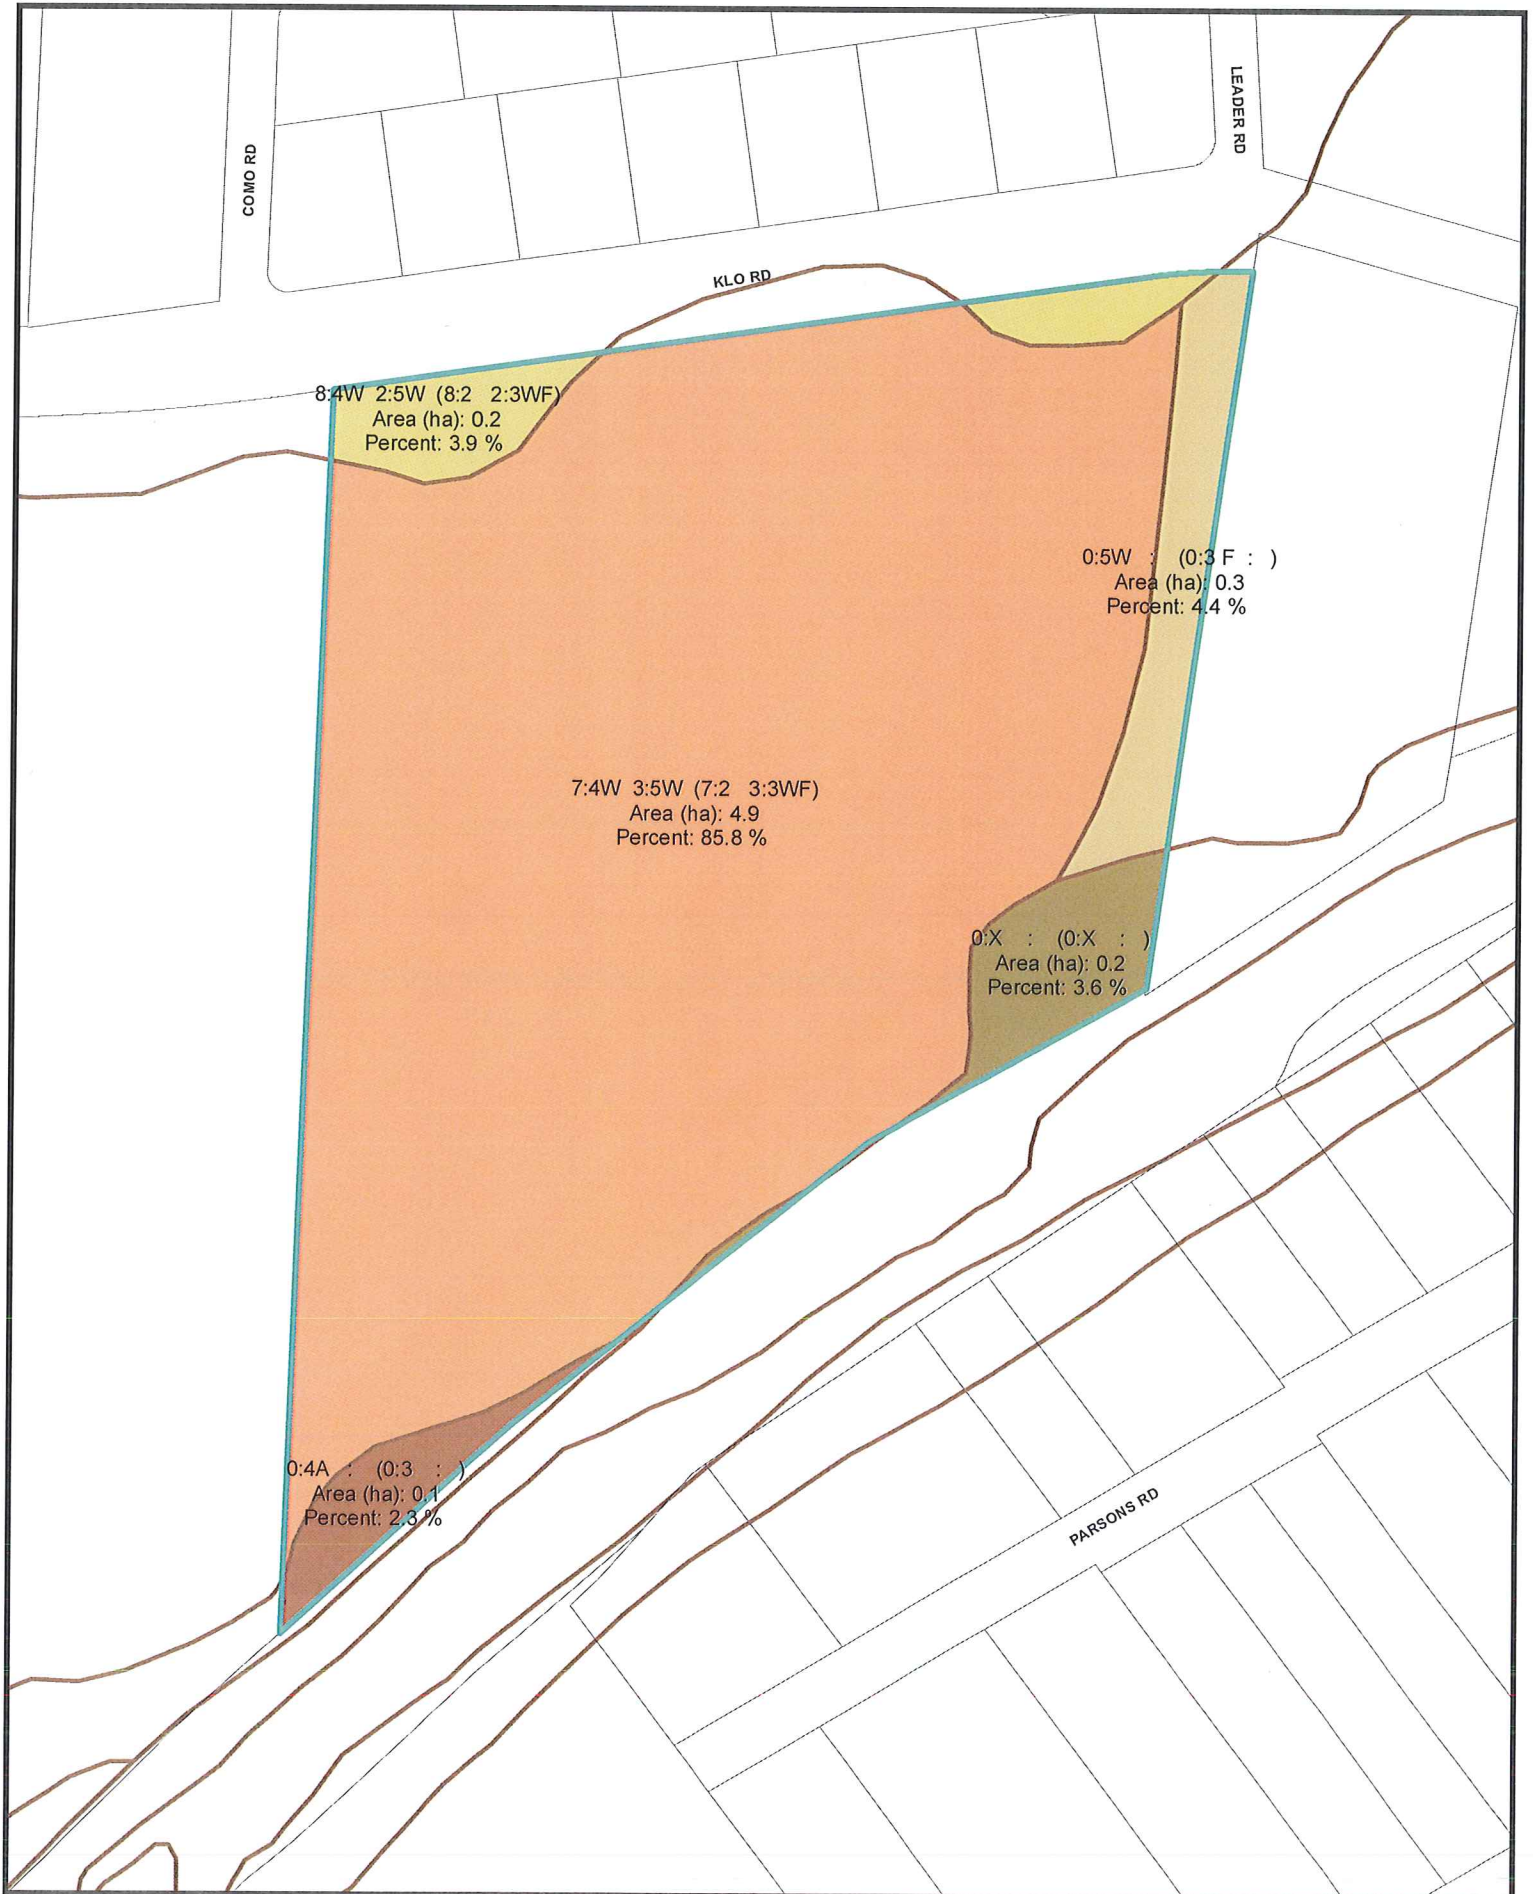 LEADER RD
COMO RD
KLO RD
8:4W 2:5W (8:2 2:3WF)
Area (ha): 0.2
Percent: 3.9 %
0:5W : (0:3 F : )
Area (ha): 0.3
Percent: 4.4 %
7:4W 3:5W (7:2 3:3WF)
Area (ha): 4.9
Percent: 85.8 %
0:X : (0:X : )
Area (ha): 0.2
Percent: 3.6 %
0:4A : (0:3 : )
Area (ha): 0.1
Percent: 2.3 %
PARSONS RD